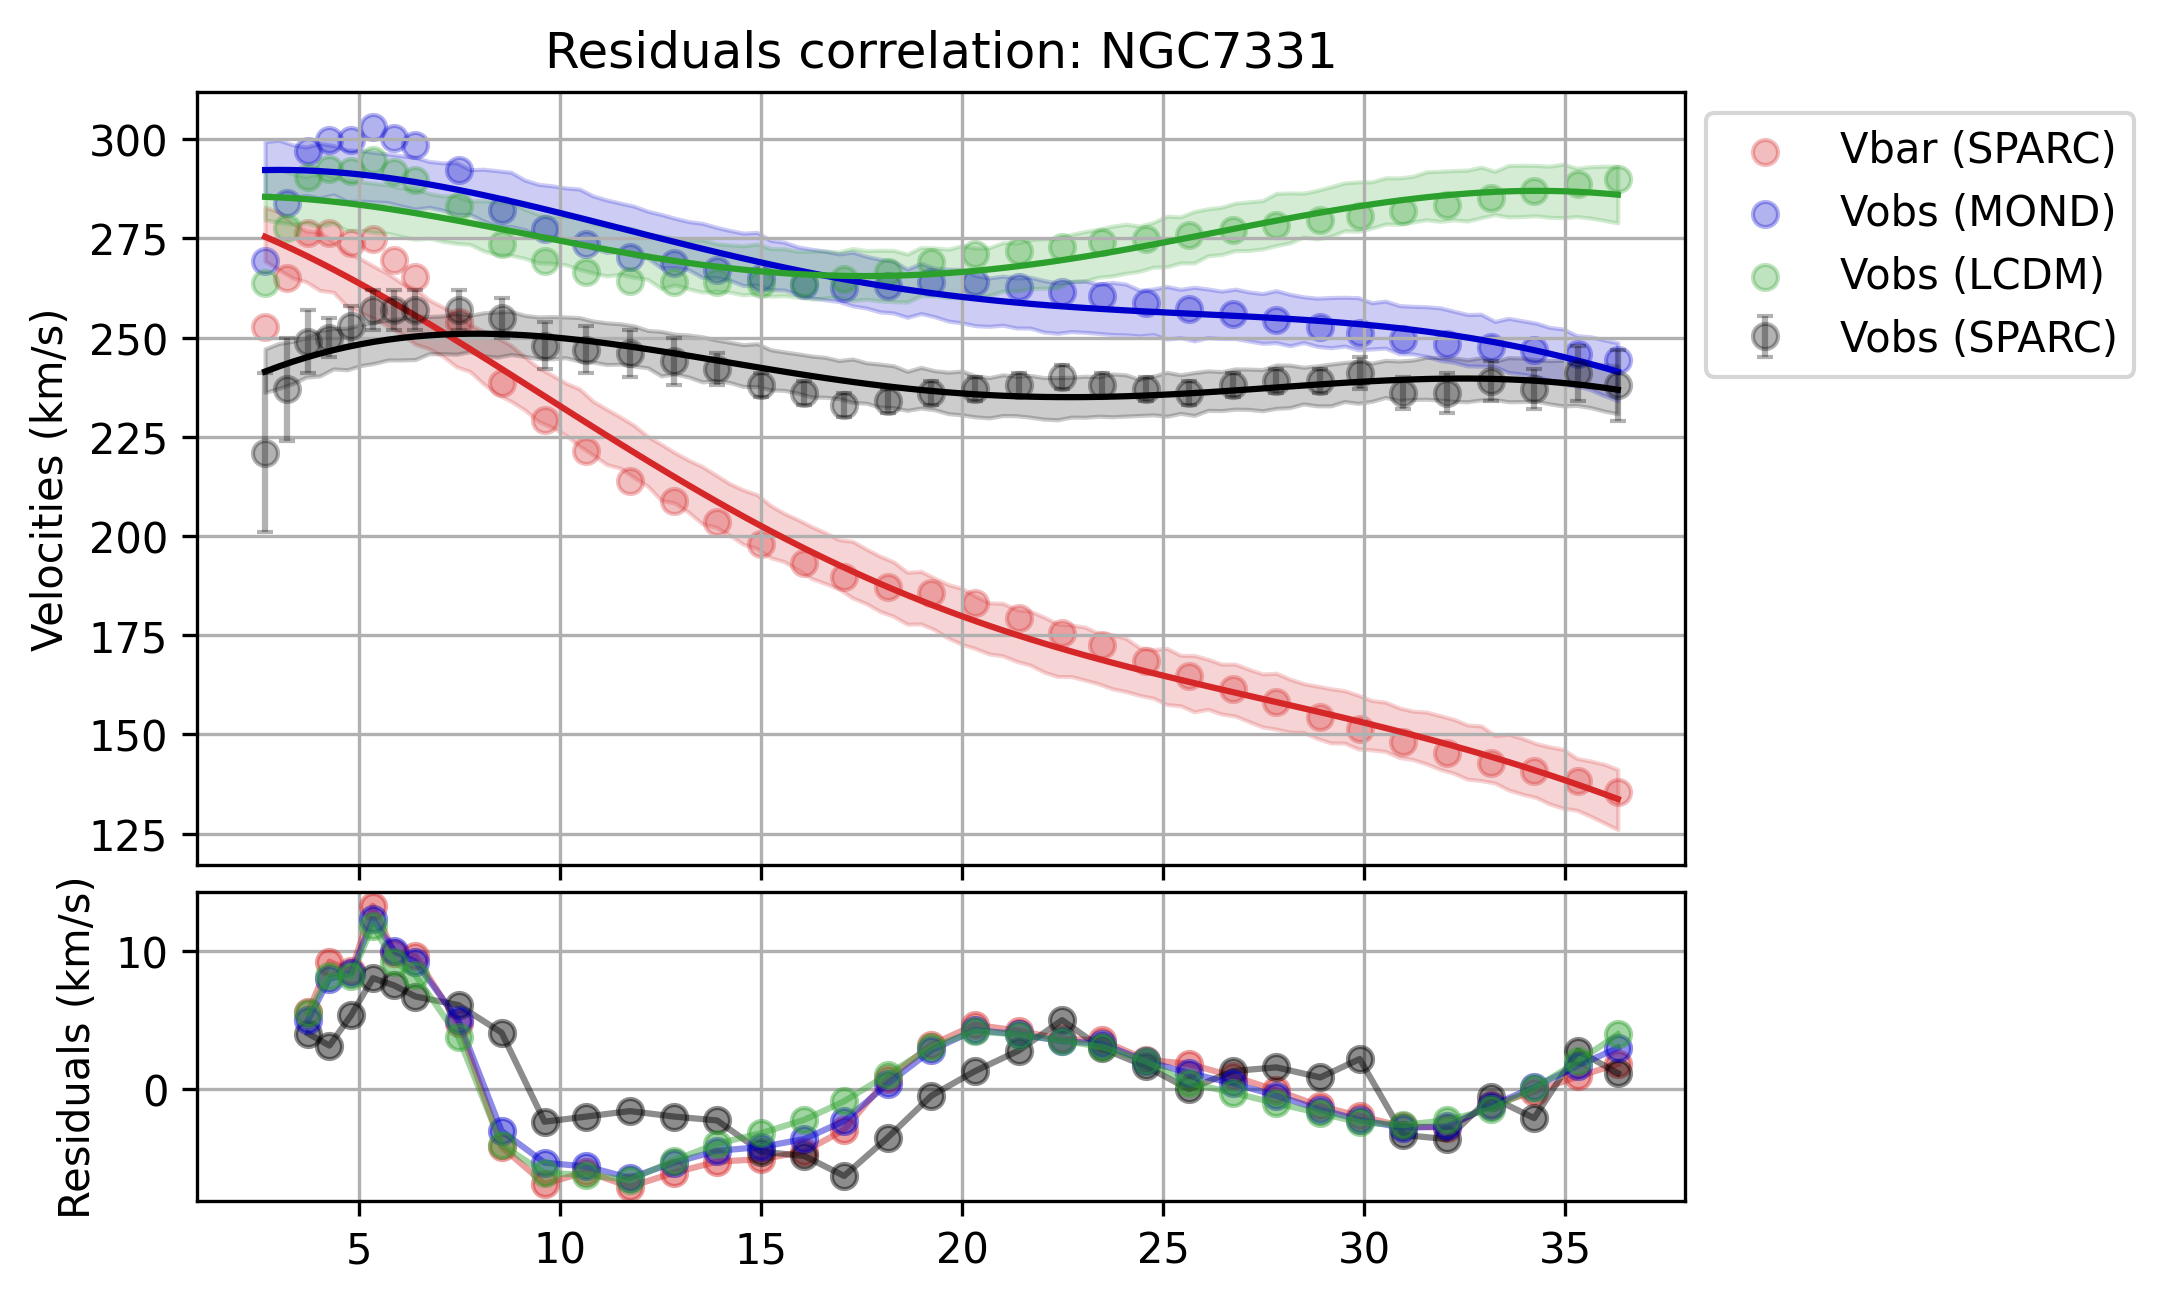 Residuals correlation: NGC7331
Velocities (km/s)
300
275
250
225
200
175
150
125
Vbar (SPARC)
Vobs (MOND)
Vobs (LCDM)
Vobs (SPARC)
Residuals (km/s)
10
0
5 10 15 20 25 30 35